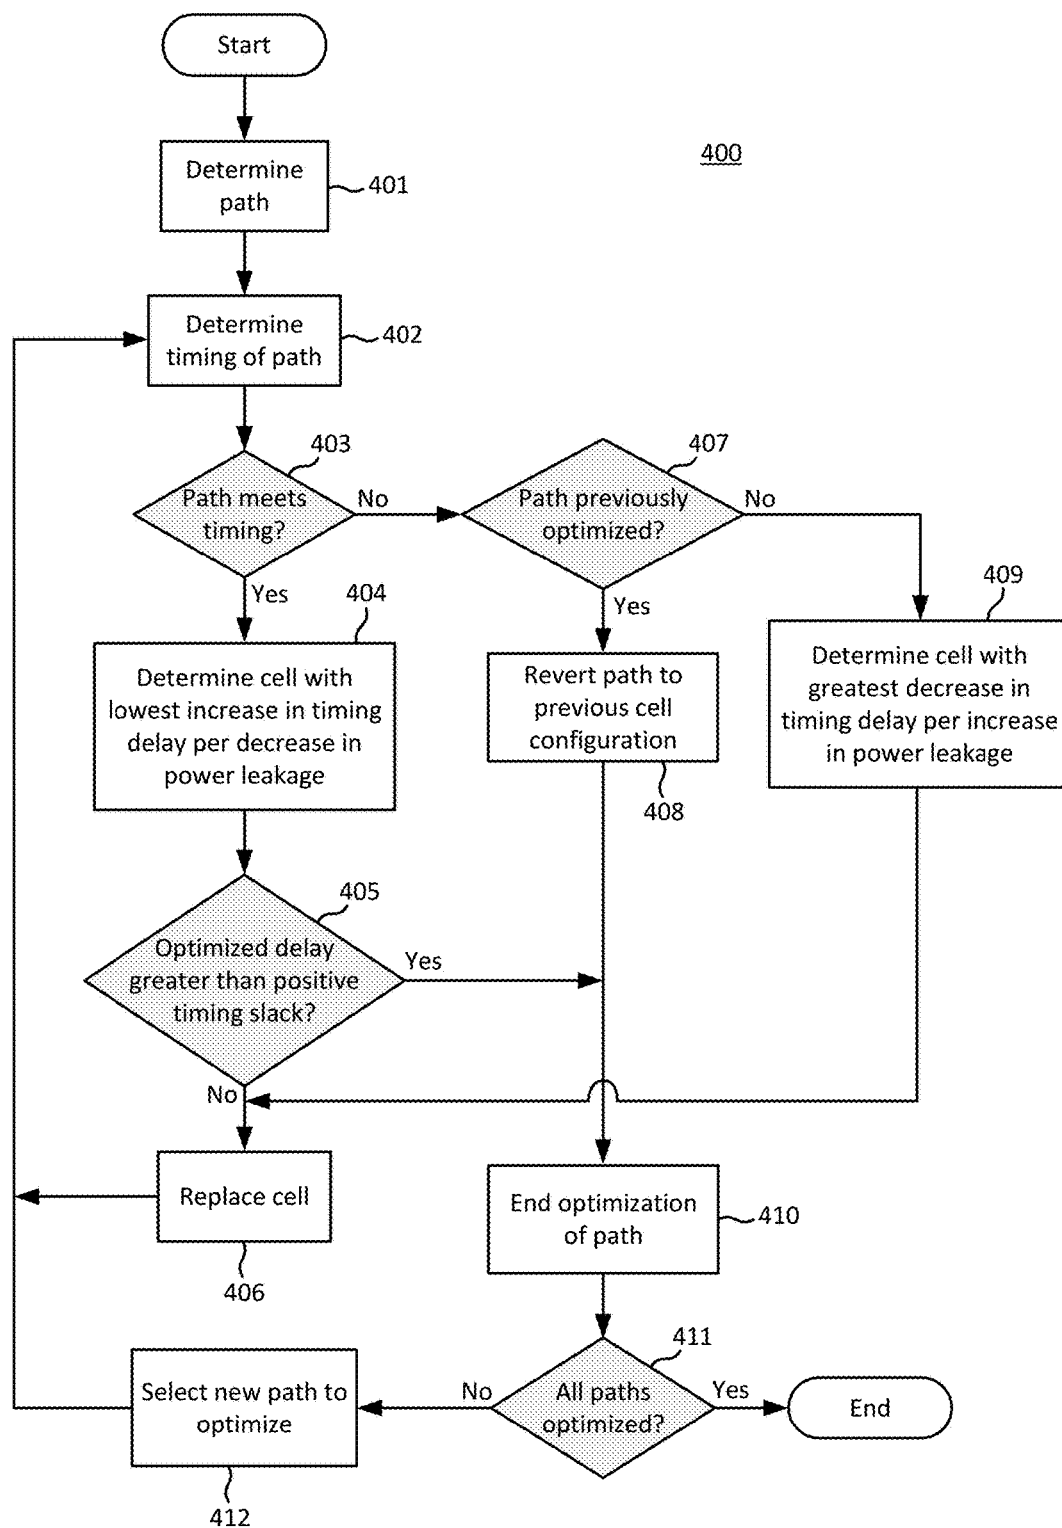 Start
400
Determine
path
401
Determine
timing of path
402
403
Path meets
timing?
No
Yes
407
Path previously
optimized?
No
Yes
404
Determine cell with
lowest increase in timing
delay per decrease in
power leakage
Revert path to
previous cell
configuration
408
409
Determine cell with
greatest decrease in
timing delay per increase
in power leakage
405
Optimized delay
greater than positive
timing slack?
Yes
No
Replace cell
406
End optimization
of path
410
411
All paths
optimized?
No
Yes
Select new path to
optimize
412
End